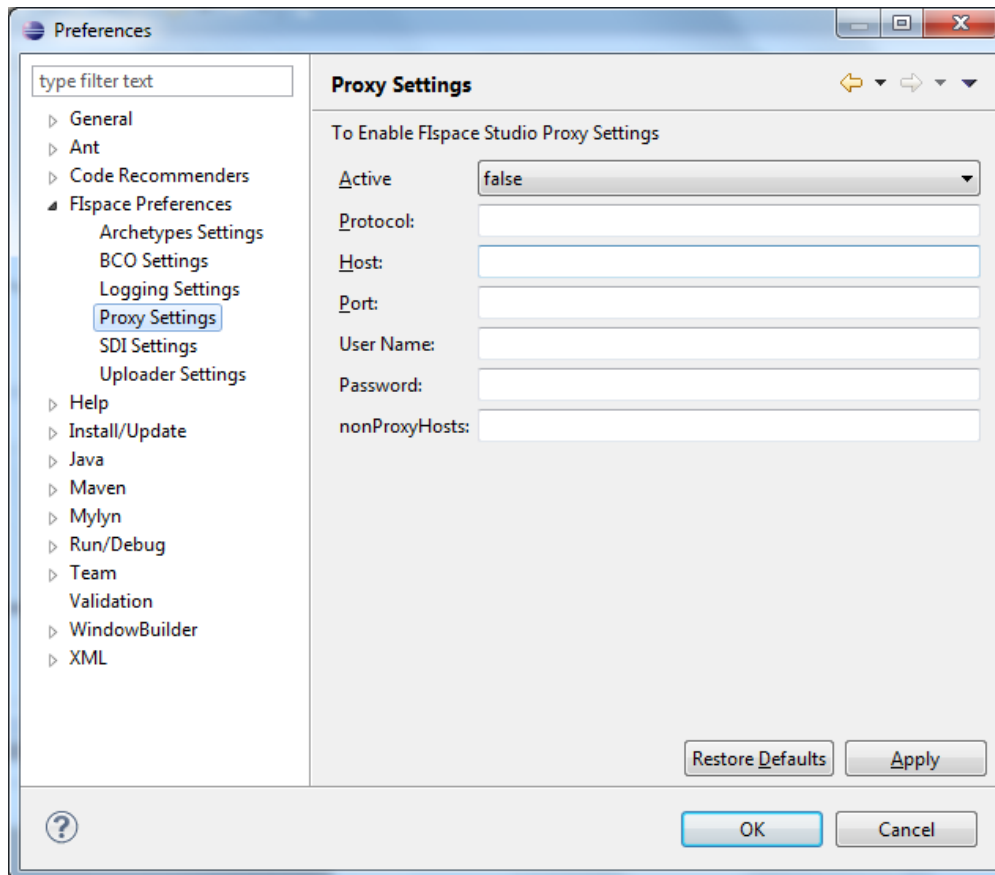 Preferences
type filter text
General
Ant
Code Recommenders
FIspace Preferences
Archetypes Settings
BCO Settings
Logging Settings
Proxy Settings
SDI Settings
Uploader Settings
Help
Install/Update
Java
Maven
Mylyn
Run/Debug
Team
Validation
WindowBuilder
XML
Proxy Settings
To Enable FIspace Studio Proxy Settings
Active false
Protocol:
Host:
Port:
User Name:
Password:
nonProxyHosts:
Restore Defaults Apply
? OK Cancel